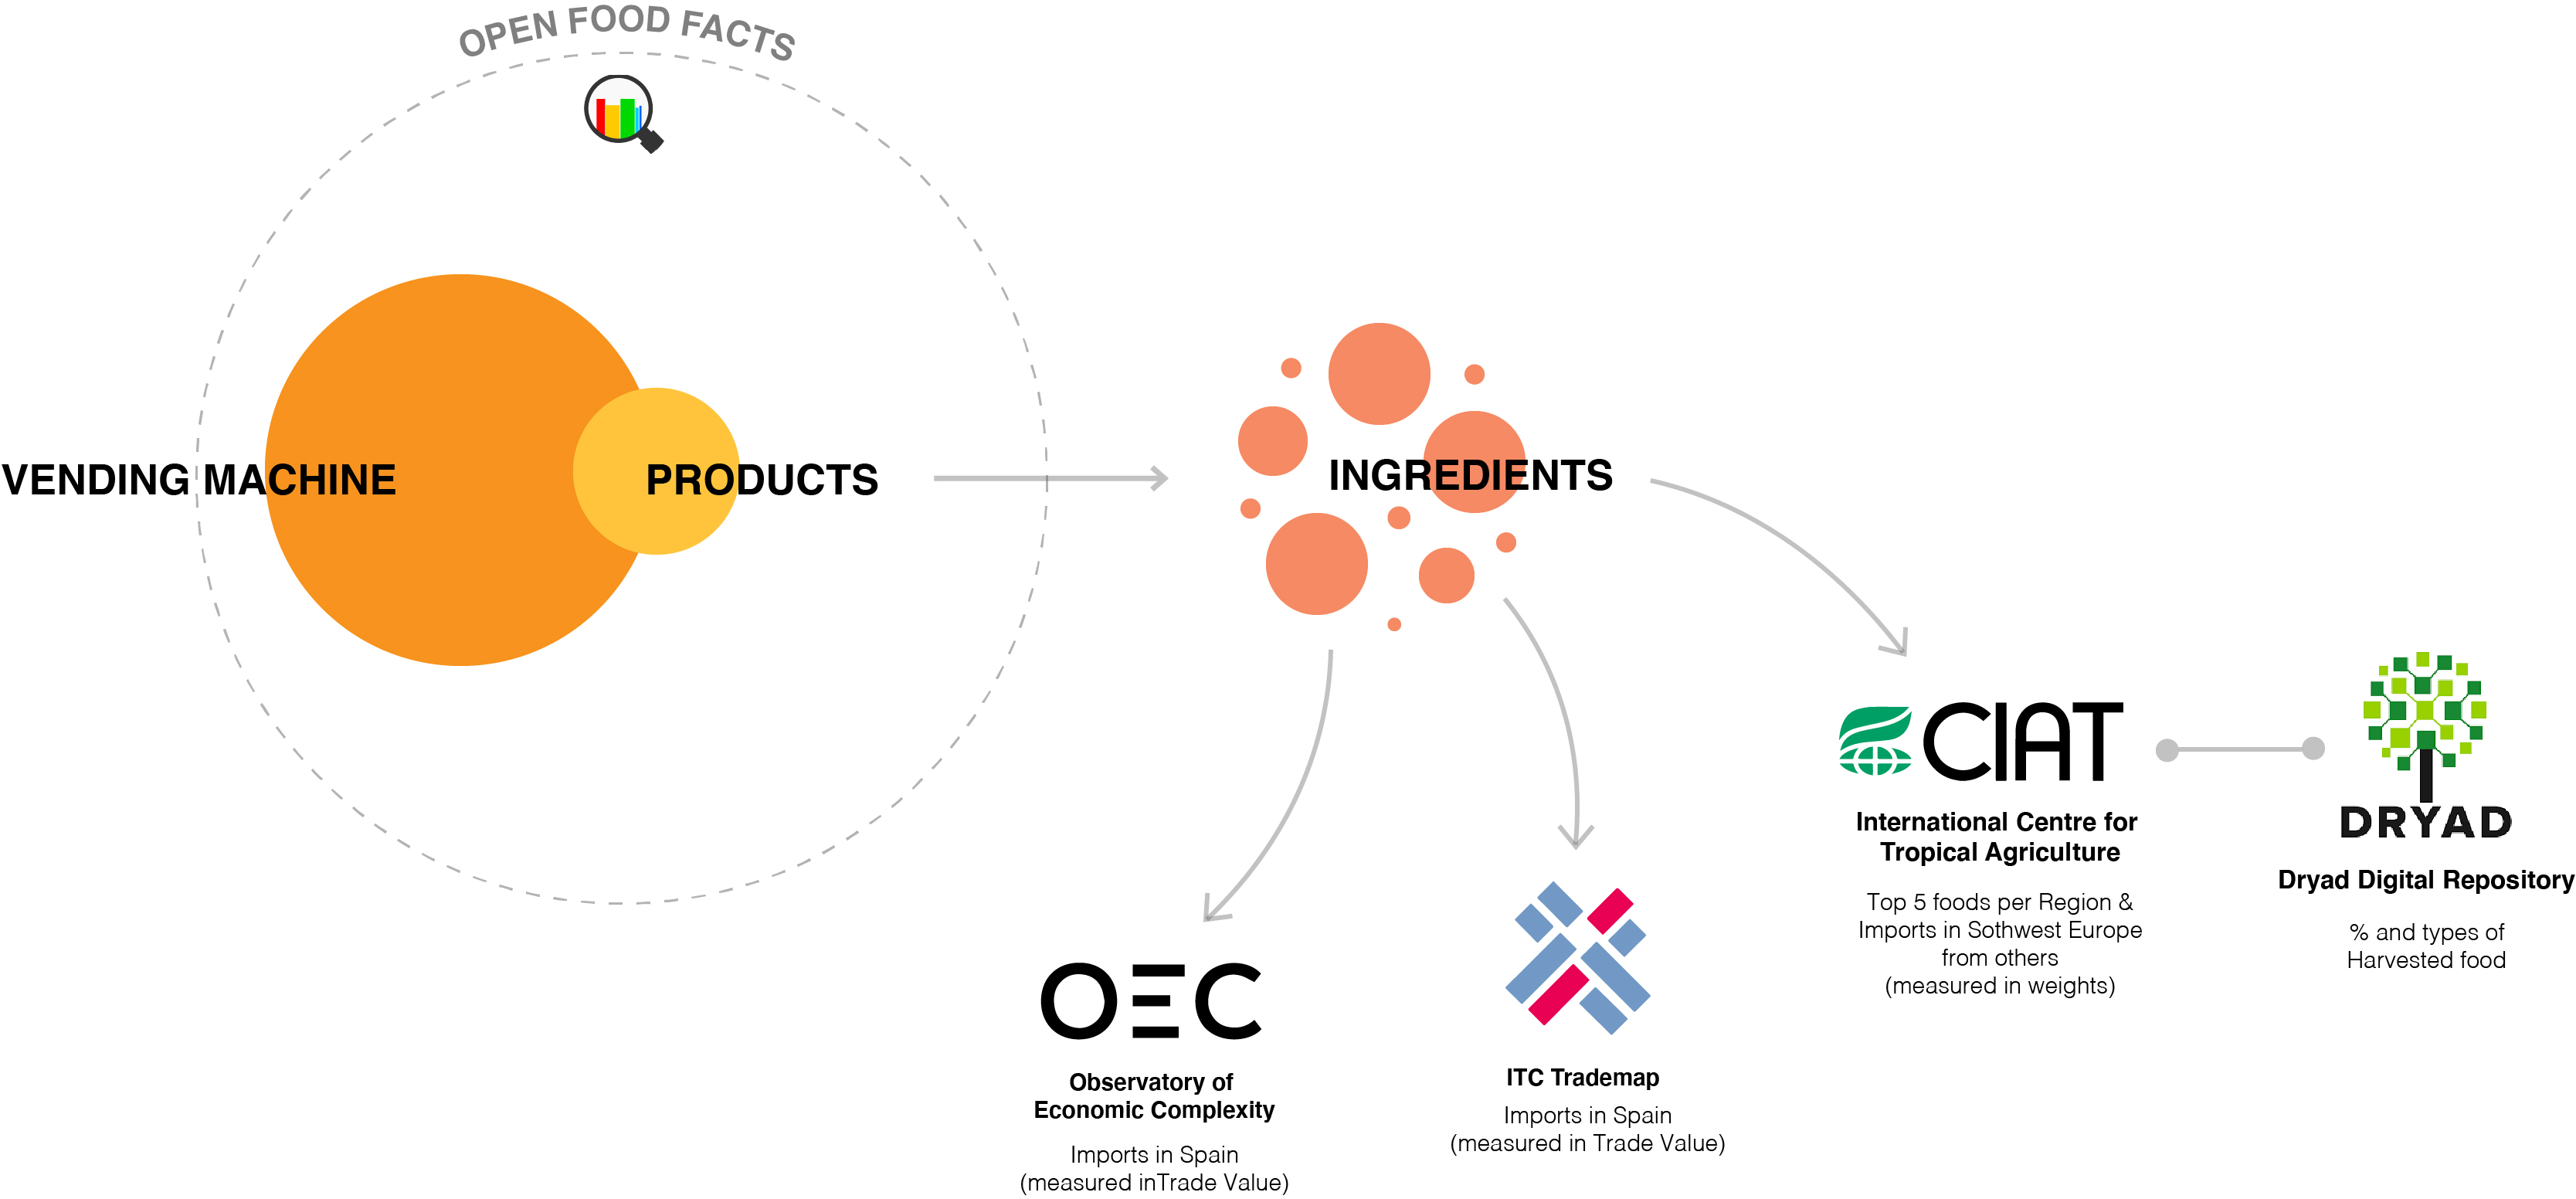 OPEN FOOD FACTS
VENDING MACHINE
PRODUCTS
INGREDIENTS
CIAT
International Centre for
Tropical Agriculture
Top 5 foods per Region &
Imports in Sothwest Europe
from others
(measured in weights)
DRYAD
Dryad Digital Repository
% and types of
Harvested food
OEC
Observatory of
Economic Complexity
Imports in Spain
(measured inTrade Value)
ITC Trademap
Imports in Spain
(measured in Trade Value)